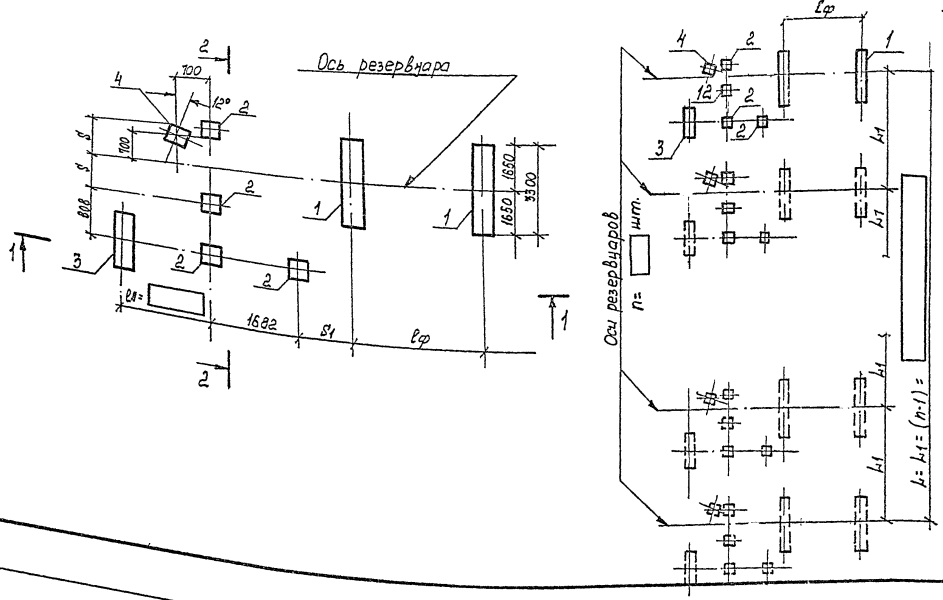 2
700
4
12°
2
S
700
S
808
Ось резервуара
2
1
1
1650
1650
3300
1
3
2
2
ℓл=
1682
S1
ℓф
1
2
ℓф
4
2
1
12
2
2
3
L1
L1
Оси резервуаров
n= шт.
L1
L1
L= L1 = (n-1) =